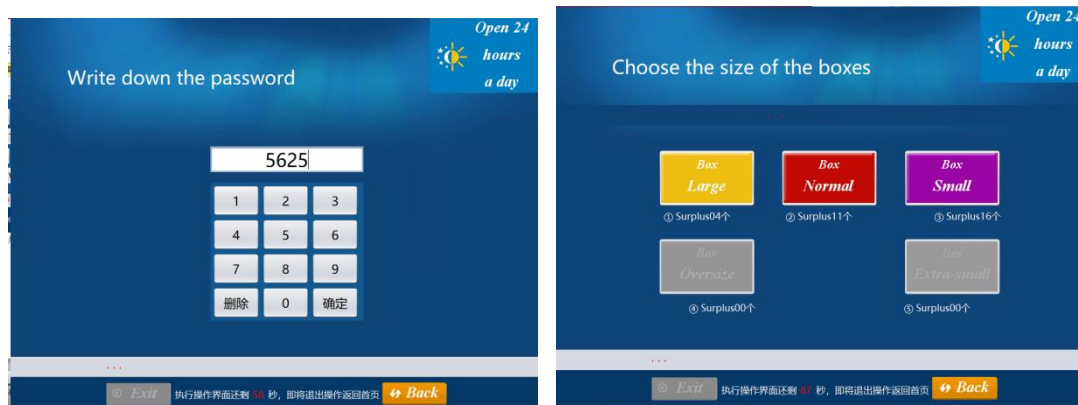 Open 24
hours
a day
Write down the password
5625
1 2 3
4 5 6
7 8 9
删除 0 确定
...
① Exit 执行操作界面还剩 58 秒，即将退出操作返回首页 Back
Open 24
hours
a day
Choose the size of the boxes
...
Box
Large
Box
Normal
Box
Small
① Surplus04个
② Surplus11个
③ Surplus16个
Box
Oversize
Box
Extra-small
④ Surplus00个
⑤ Surplus00个
...
① Exit 执行操作界面还剩 67 秒，即将退出操作返回首页 Back